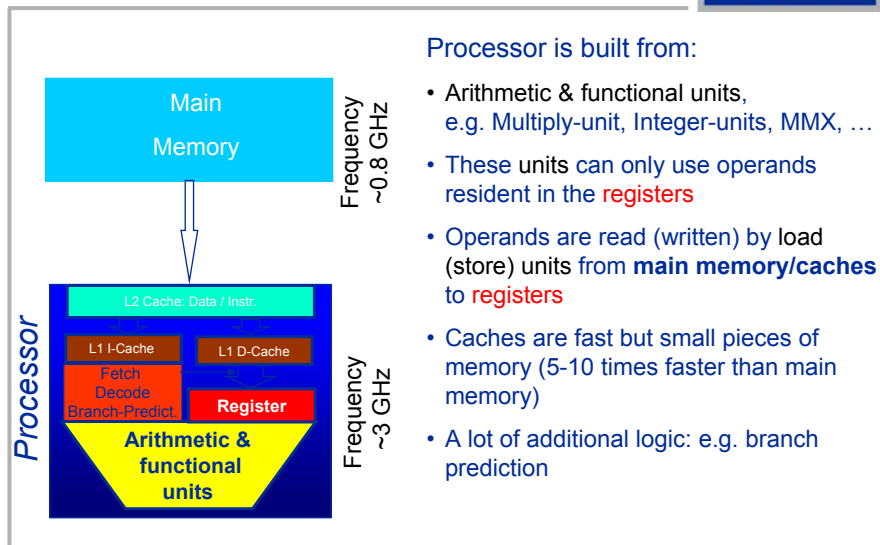 Main
Memory
Frequency
~0.8 GHz
Processor
L2 Cache: Data / Instr.
L1 I-Cache
L1 D-Cache
Fetch
Decode
Branch-Predict.
Register
Arithmetic &
functional
units
Frequency
~3 GHz
Processor is built from:
• Arithmetic & functional units,
e.g. Multiply-unit, Integer-units, MMX, …
• These units can only use operands
resident in the registers
• Operands are read (written) by load
(store) units from main memory/caches
to registers
• Caches are fast but small pieces of
memory (5-10 times faster than main
memory)
• A lot of additional logic: e.g. branch
prediction